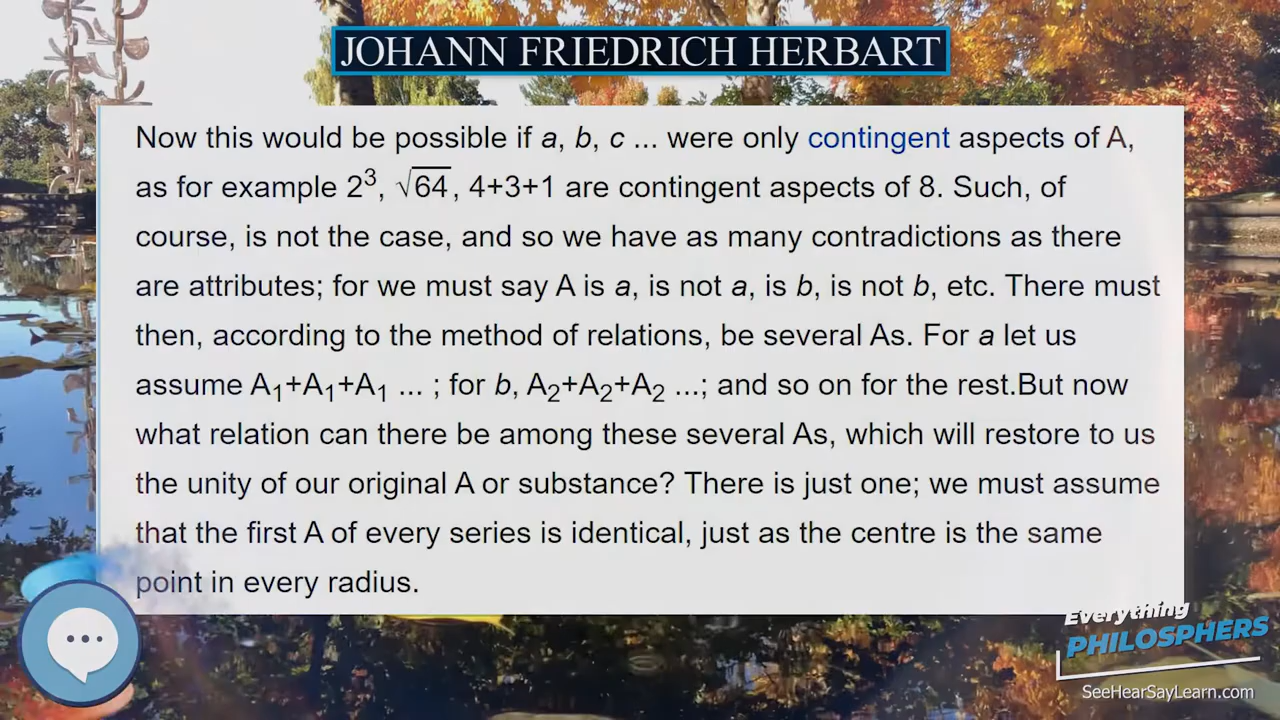 JOHANN FRIEDRICH HERBART
Now this would be possible if a, b, c ... were only contingent aspects of A,
as for example 2³, √64, 4+3+1 are contingent aspects of 8. Such, of
course, is not the case, and so we have as many contradictions as there
are attributes; for we must say A is a, is not a, is b, is not b, etc. There must
then, according to the method of relations, be several As. For a let us
assume A₁+A₁+A₁ ... ; for b, A₂+A₂+A₂ ...; and so on for the rest.But now
what relation can there be among these several As, which will restore to us
the unity of our original A or substance? There is just one; we must assume
that the first A of every series is identical, just as the centre is the same
point in every radius.
Everything
PHILOSPHERS
SeeHearSayLearn.com